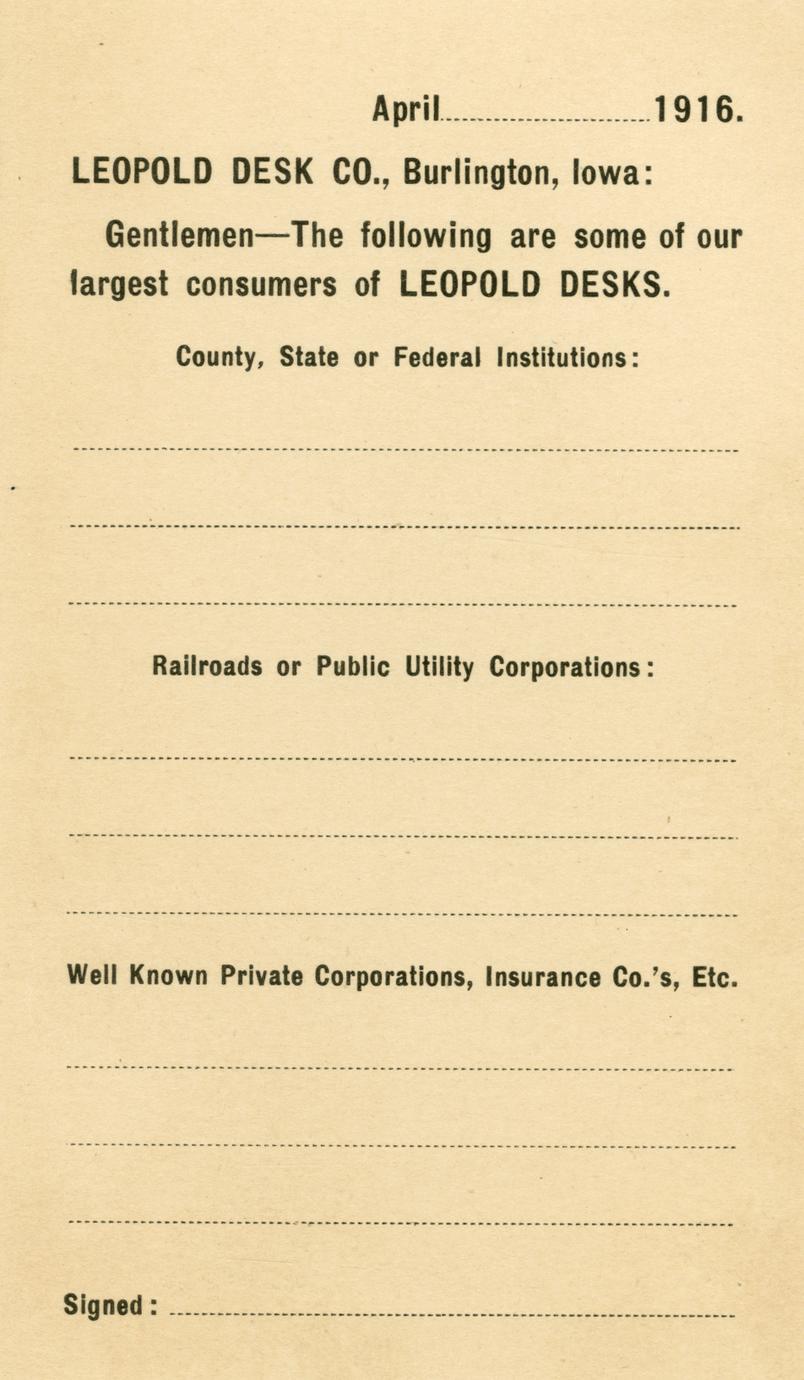 April 1916.
LEOPOLD DESK CO., Burlington, Iowa:
Gentlemen—The following are some of our
largest consumers of LEOPOLD DESKS.
County, State or Federal Institutions:
Railroads or Public Utility Corporations:
Well Known Private Corporations, Insurance Co.'s, Etc.
Signed: